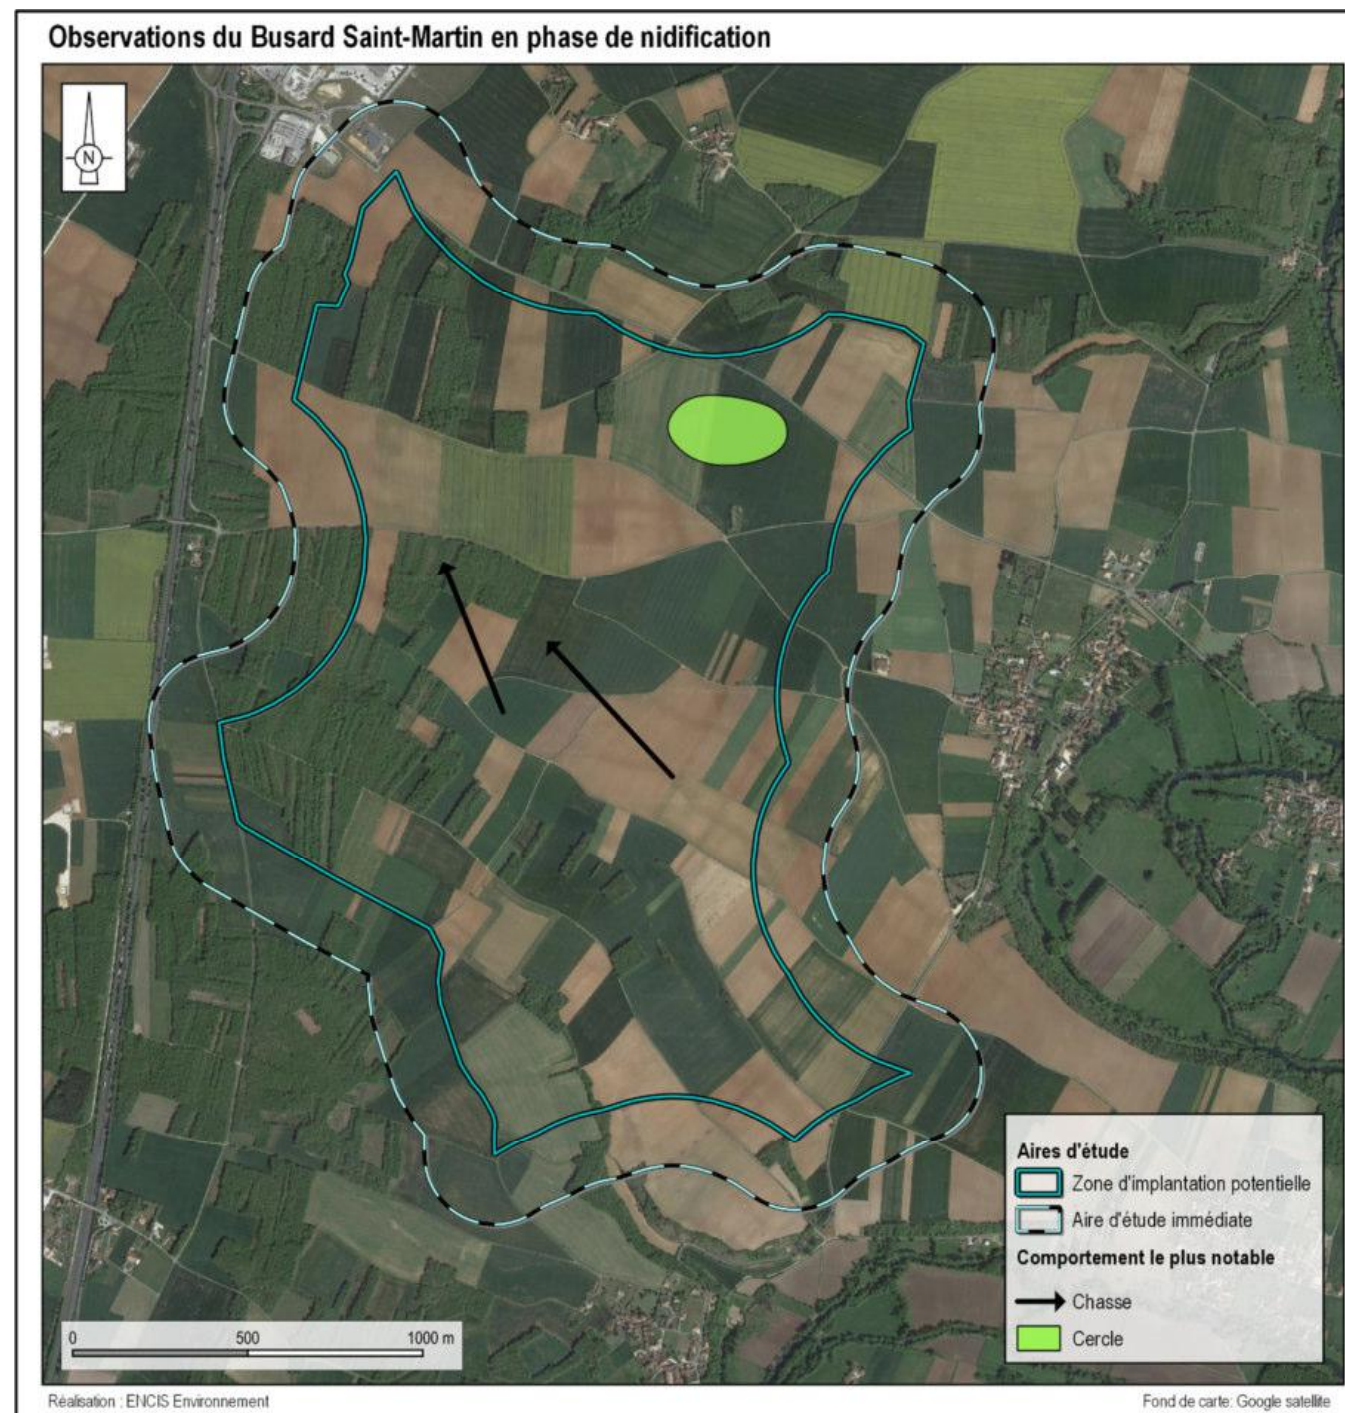 Observations du Busard Saint-Martin en phase de nidification
N
Aires d'étude
Zone d'implantation potentielle
Aire d'étude immédiate
Comportement le plus notable
Chasse
Cercle
0 500 1000 m
Réalisation : ENCIS Environnement
Fond de carte: Google satellite